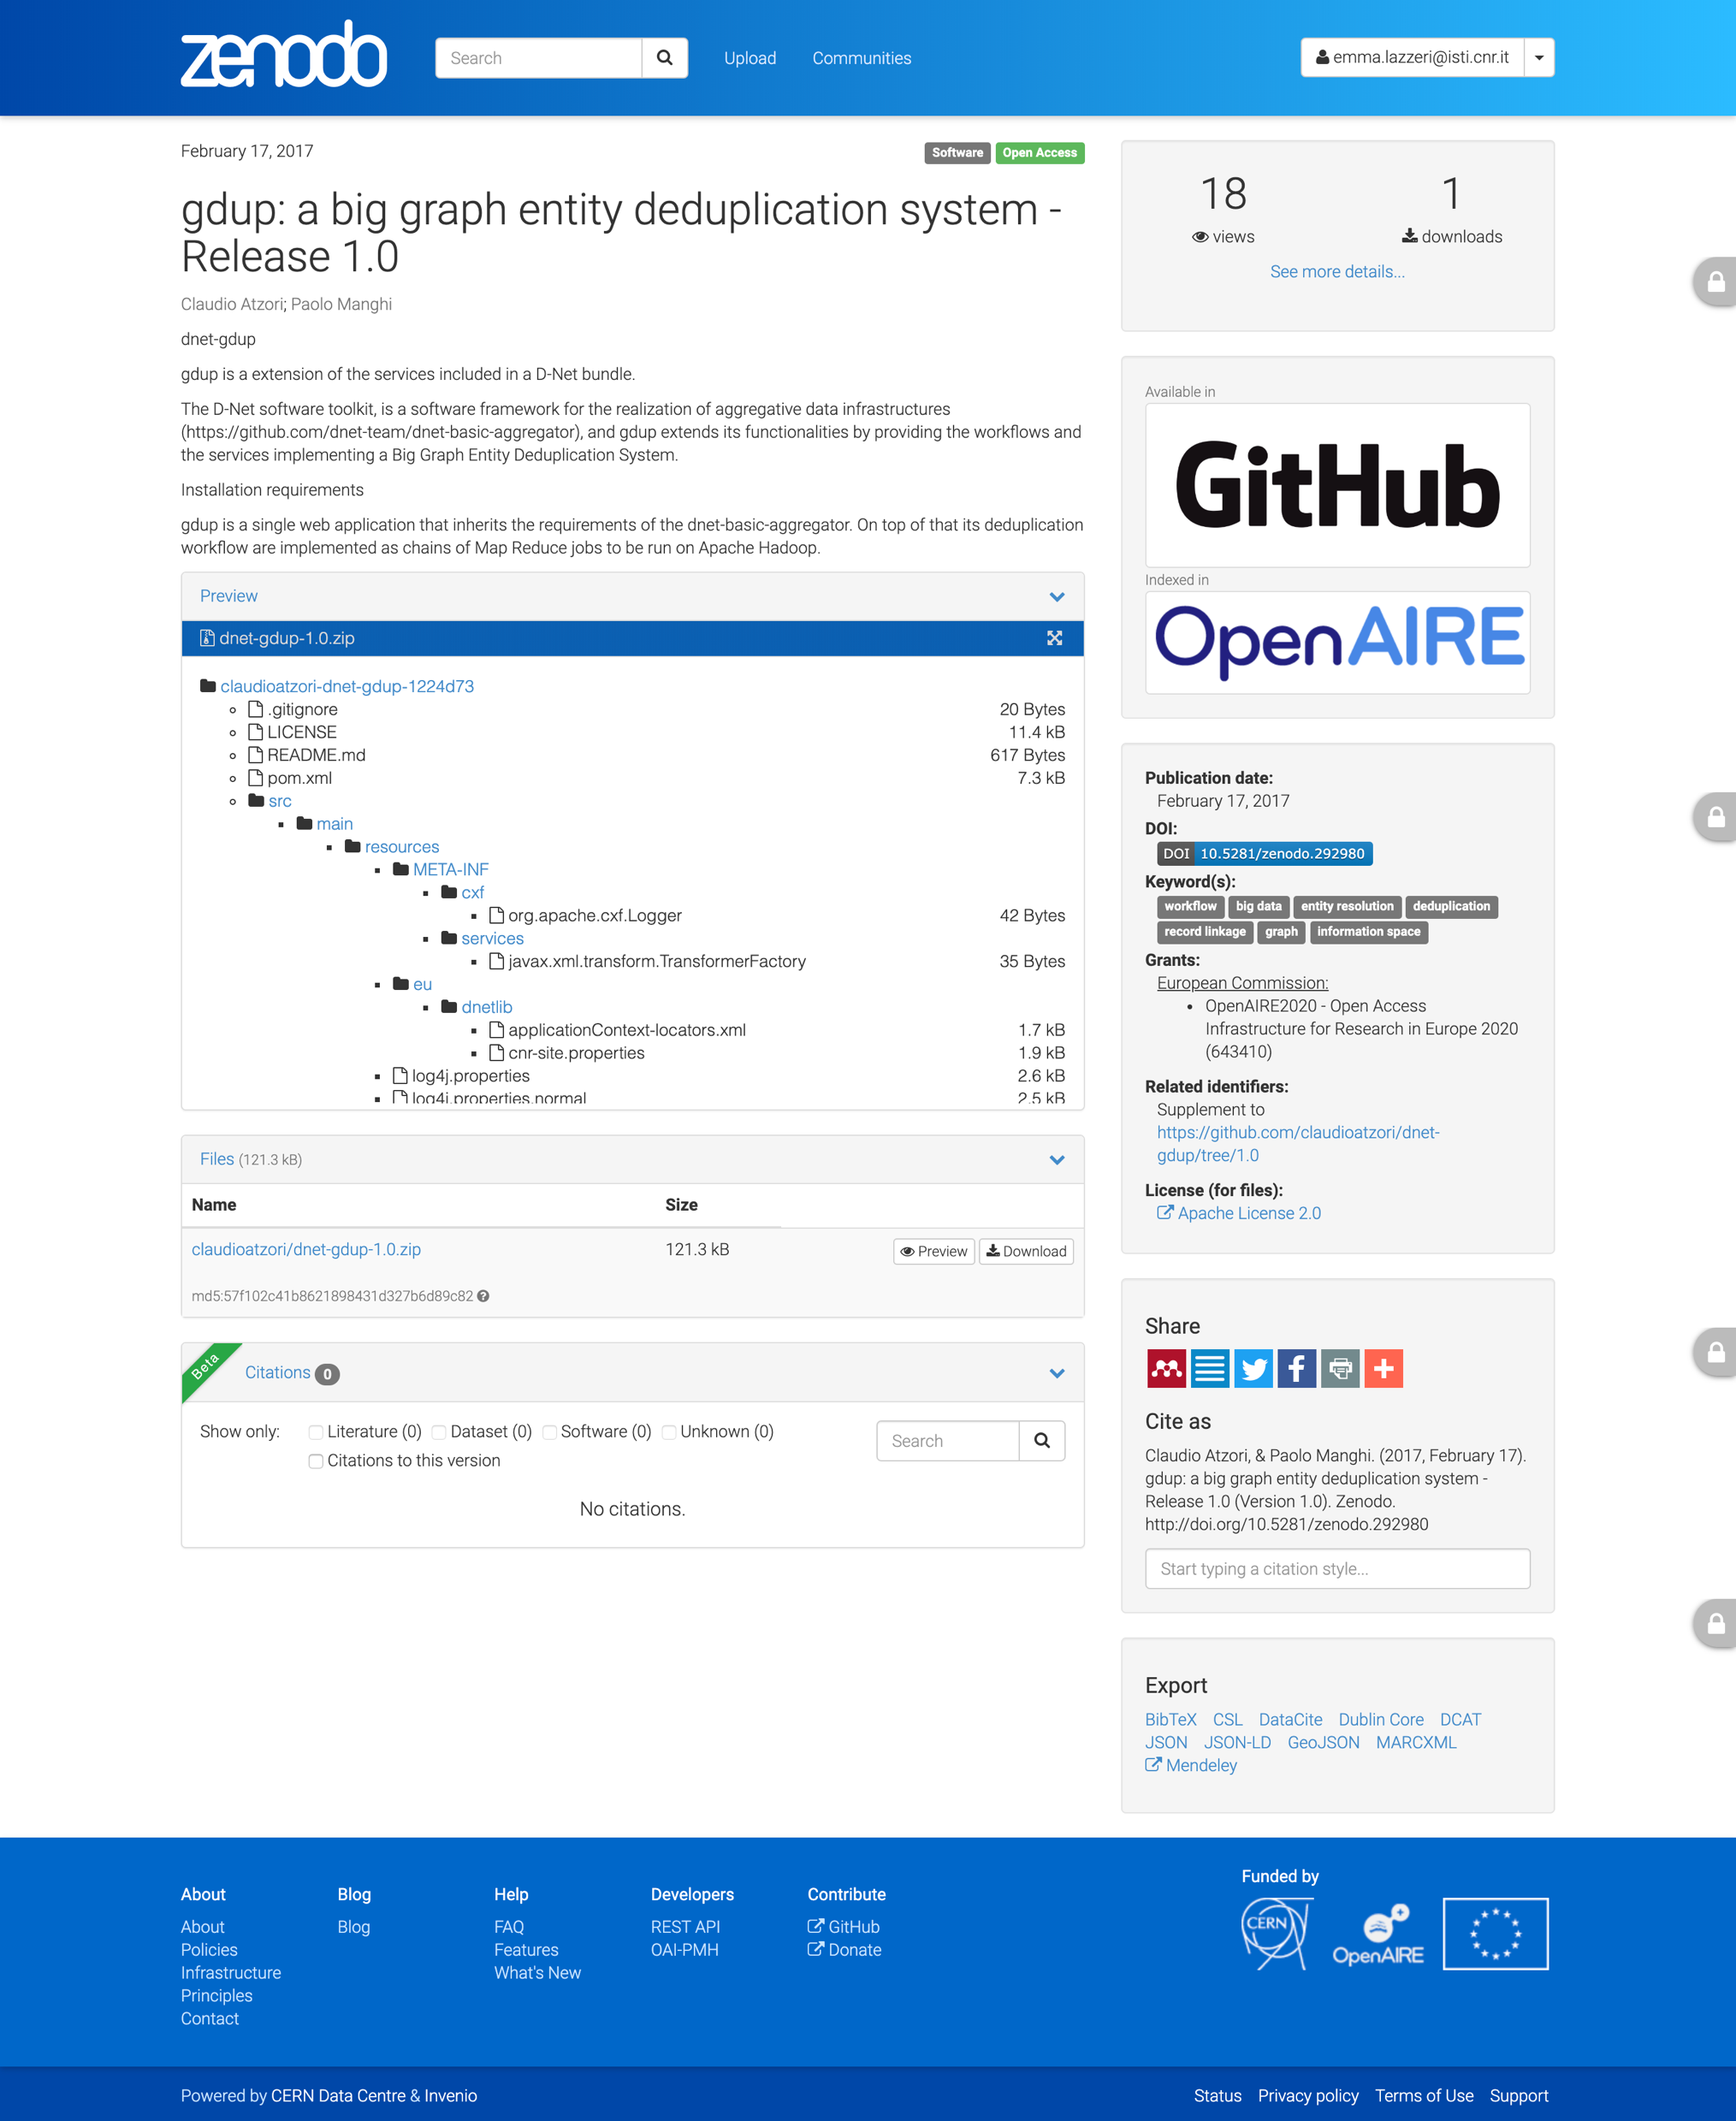 zenodo
Search
Upload
Communities
emma.lazzeri@isti.cnr.it
February 17, 2017
Software
Open Access
gdup: a big graph entity deduplication system -
Release 1.0
Claudio Atzori; Paolo Manghi
dnet-gdup
gdup is a extension of the services included in a D-Net bundle.
The D-Net software toolkit, is a software framework for the realization of aggregative data infrastructures
(https://github.com/dnet-team/dnet-basic-aggregator), and gdup extends its functionalities by providing the workflows and
the services implementing a Big Graph Entity Deduplication System.
Installation requirements
gdup is a single web application that inherits the requirements of the dnet-basic-aggregator. On top of that its deduplication
workflow are implemented as chains of Map Reduce jobs to be run on Apache Hadoop.
Preview
dnet-gdup-1.0.zip
claudioatzori-dnet-gdup-1224d73
.gitignore 20 Bytes
LICENSE 11.4 kB
README.md 617 Bytes
pom.xml 7.3 kB
src
main
resources
META-INF
cxf
org.apache.cxf.Logger 42 Bytes
services
javax.xml.transform.TransformerFactory 35 Bytes
eu
dnetlib
applicationContext-locators.xml 1.7 kB
cnr-site.properties 1.9 kB
log4j.properties 2.6 kB
log4j.properties.normal 2.5 kB
Files (121.3 kB)
Name Size
claudioatzori/dnet-gdup-1.0.zip 121.3 kB Preview Download
md5:57f102c41b8621898431d327b6d89c82
Beta
Citations 0
Show only: Literature (0) Dataset (0) Software (0) Unknown (0)
Citations to this version
Search
No citations.
18 1
views downloads
See more details...
Available in
GitHub
Indexed in
OpenAIRE
Publication date:
February 17, 2017
DOI:
DOI 10.5281/zenodo.292980
Keyword(s):
workflow big data entity resolution deduplication
record linkage graph information space
Grants:
European Commission:
OpenAIRE2020 - Open Access
Infrastructure for Research in Europe 2020
(643410)
Related identifiers:
Supplement to
https://github.com/claudioatzori/dnet-
gdup/tree/1.0
License (for files):
Apache License 2.0
Share
Cite as
Claudio Atzori, & Paolo Manghi. (2017, February 17).
gdup: a big graph entity deduplication system -
Release 1.0 (Version 1.0). Zenodo.
http://doi.org/10.5281/zenodo.292980
Start typing a citation style...
Export
BibTeX CSL DataCite Dublin Core DCAT
JSON JSON-LD GeoJSON MARCXML
Mendeley
About Blog Help Developers Contribute
About Blog FAQ REST API GitHub
Policies Features OAI-PMH Donate
Infrastructure What's New
Principles
Contact
Funded by
CERN
OpenAIRE
Powered by CERN Data Centre & Invenio
Status Privacy policy Terms of Use Support